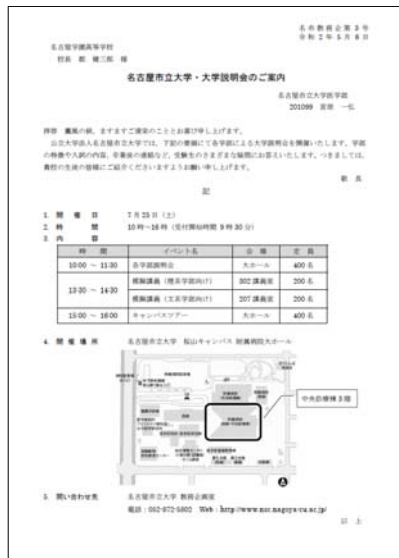 名市教務企第3号
令和2年5月8日
名古屋学園高等学校
校長 郡 健三郎 様
名古屋市立大学・大学説明会のご案内
名古屋市立大学医学部
201099 宮原 一弘
拝啓 薫風の候、ますますご清栄のこととお喜び申し上げます。
公立大学法人名古屋市立大学では、下記の要領にて各学部による大学説明会を開催いたします。学部
の特徴や入試の内容、卒業後の進路など、受験生のさまざまな疑問にお答えいたします。つきましては、
貴校の生徒の皆様にご紹介くださいますようお願い申し上げます。
敬 具
記
1. 開 催 日 7月25日(土)
2. 時 間 10時~16時(受付開始時間 9時30分)
3. 内 容
時 間 イベント名 会 場 定 員
10:00 ~ 11:30 各学部説明会 大ホール 400名
13:30 ~ 14:30 模擬講義(理系学部向け) 302講義室 200名
模擬講義(文系学部向け) 207講義室 200名
15:00 ~ 16:00 キャンパスツアー 大ホール 400名
4. 開 催 場 所 名古屋市立大学 桜山キャンパス 附属病院大ホール
中央診療棟3階
5. 問い合わせ先 名古屋市立大学 教務企画室
電話:052-872-5802 Web:http://www.nsc.nagoya-cu.ac.jp/
以 上